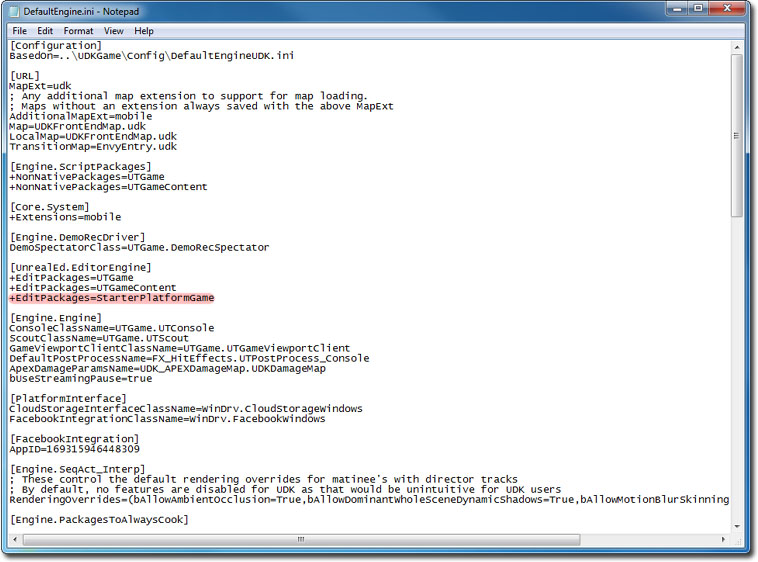 DefaultEngine.ini - Notepad
File Edit Format View Help
[Configuration]
BasedOn=..\UDKGame\Config\DefaultEngineUDK.ini
[URL]
MapExt=udk
; Any additional map extension to support for map loading.
; Maps without an extension always saved with the above MapExt
AdditionalMapExt=mobile
Map=UDKFrontEndMap.udk
LocalMap=UDKFrontEndMap.udk
TransitionMap=EnvyEntry.udk
[Engine.ScriptPackages]
+NonNativePackages=UTGame
+NonNativePackages=UTGameContent
[Core.System]
+Extensions=mobile
[Engine.DemoRecDriver]
DemoSpectatorClass=UTGame.DemoRecSpectator
[UnrealEd.EditorEngine]
+EditPackages=UTGame
+EditPackages=UTGameContent
+EditPackages=StarterPlatformGame
[Engine.Engine]
ConsoleClassName=UTGame.UTConsole
ScoutClassName=UTGame.UTScout
GameViewportClientClassName=UTGame.UTGameViewportClient
DefaultPostProcessName=FX_HitEffects.UTPostProcess_Console
ApexDamageParamsName=UDK_APEXDamageMap.UDKDamageMap
bUseStreamingPause=true
[PlatformInterface]
CloudStorageInterfaceClassName=WinDrv.CloudStorageWindows
FacebookIntegrationClassName=WinDrv.FacebookWindows
[FacebookIntegration]
AppID=169315946448309
[Engine.SeqAct_Interp]
; These control the default rendering overrides for matinee's with director tracks
; By default, no features are disabled for UDK as that would be unintuitive for UDK users
RenderingOverrides=(bAllowAmbientOcclusion=True,bAllowDominantWholeSceneDynamicShadows=True,bAllowMotionBlurSkinning
[Engine.PackagesToAlwaysCook]